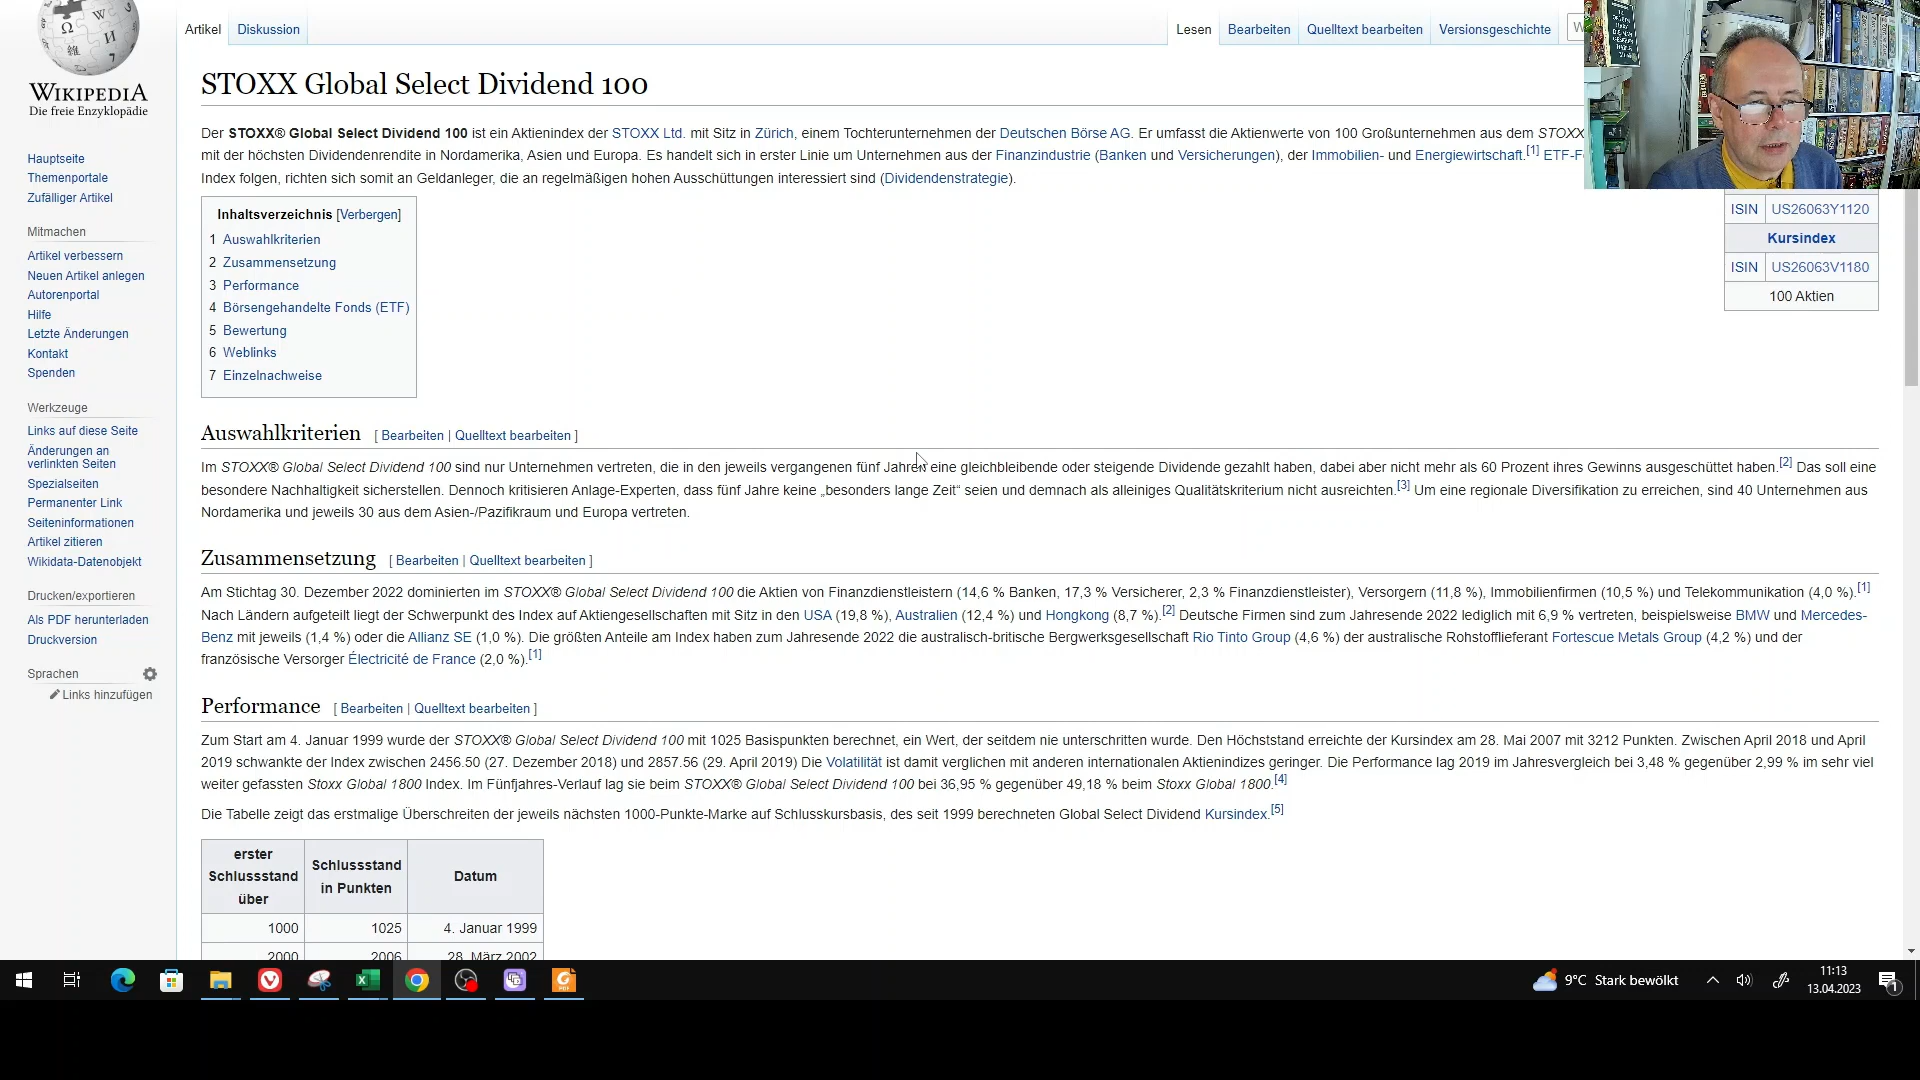 WIKIPEDIA
Die freie Enzyklopädie
Hauptseite
Themenportale
Zufälliger Artikel
Mitmachen
Artikel verbessern
Neuen Artikel anlegen
Autorenportal
Hilfe
Letzte Änderungen
Kontakt
Spenden
Werkzeuge
Links auf diese Seite
Änderungen an
verlinkten Seiten
Spezialseiten
Permanenter Link
Seiteninformationen
Artikel zitieren
Wikidata-Datenobjekt
Drucken/exportieren
Als PDF herunterladen
Druckversion
Sprachen
Links hinzufügen
Artikel Diskussion Lesen Bearbeiten Quelltext bearbeiten Versionsgeschichte
STOXX Global Select Dividend 100
Der STOXX® Global Select Dividend 100 ist ein Aktienindex der STOXX Ltd. mit Sitz in Zürich, einem Tochterunternehmen der Deutschen Börse AG. Er umfasst die Aktienwerte von 100 Großunternehmen aus dem STOXX
mit der höchsten Dividendenrendite in Nordamerika, Asien und Europa. Es handelt sich in erster Linie um Unternehmen aus der Finanzindustrie (Banken und Versicherungen), der Immobilien- und Energiewirtschaft.[1] ETF-F
Index folgen, richten sich somit an Geldanleger, die an regelmäßigen hohen Ausschüttungen interessiert sind (Dividendenstrategie).
ISIN US26063Y1120
Kursindex
ISIN US26063V1180
100 Aktien
Inhaltsverzeichnis [Verbergen]
1 Auswahlkriterien
2 Zusammensetzung
3 Performance
4 Börsengehandelte Fonds (ETF)
5 Bewertung
6 Weblinks
7 Einzelnachweise
Auswahlkriterien [ Bearbeiten | Quelltext bearbeiten ]
Im STOXX® Global Select Dividend 100 sind nur Unternehmen vertreten, die in den jeweils vergangenen fünf Jahren eine gleichbleibende oder steigende Dividende gezahlt haben, dabei aber nicht mehr als 60 Prozent ihres Gewinns ausgeschüttet haben.[2] Das soll eine
besondere Nachhaltigkeit sicherstellen. Dennoch kritisieren Anlage-Experten, dass fünf Jahre keine „besonders lange Zeit“ seien und demnach als alleiniges Qualitätskriterium nicht ausreichten.[3] Um eine regionale Diversifikation zu erreichen, sind 40 Unternehmen aus
Nordamerika und jeweils 30 aus dem Asien-/Pazifikraum und Europa vertreten.
Zusammensetzung [ Bearbeiten | Quelltext bearbeiten ]
Am Stichtag 30. Dezember 2022 dominierten im STOXX® Global Select Dividend 100 die Aktien von Finanzdienstleistern (14,6 % Banken, 17,3 % Versicherer, 2,3 % Finanzdienstleister), Versorgern (11,8 %), Immobilienfirmen (10,5 %) und Telekommunikation (4,0 %).[1]
Nach Ländern aufgeteilt liegt der Schwerpunkt des Index auf Aktiengesellschaften mit Sitz in den USA (19,8 %), Australien (12,4 %) und Hongkong (8,7 %).[2] Deutsche Firmen sind zum Jahresende 2022 lediglich mit 6,9 % vertreten, beispielsweise BMW und Mercedes-
Benz mit jeweils (1,4 %) oder die Allianz SE (1,0 %). Die größten Anteile am Index haben zum Jahresende 2022 die australisch-britische Bergwerksgesellschaft Rio Tinto Group (4,6 %) der australische Rohstofflieferant Fortescue Metals Group (4,2 %) und der
französische Versorger Électricité de France (2,0 %).[1]
Performance [ Bearbeiten | Quelltext bearbeiten ]
Zum Start am 4. Januar 1999 wurde der STOXX® Global Select Dividend 100 mit 1025 Basispunkten berechnet, ein Wert, der seitdem nie unterschritten wurde. Den Höchststand erreichte der Kursindex am 28. Mai 2007 mit 3212 Punkten. Zwischen April 2018 und April
2019 schwankte der Index zwischen 2456.50 (27. Dezember 2018) und 2857.56 (29. April 2019) Die Volatilität ist damit verglichen mit anderen internationalen Aktienindizes geringer. Die Performance lag 2019 im Jahresvergleich bei 3,48 % gegenüber 2,99 % im sehr viel
weiter gefassten Stoxx Global 1800 Index. Im Fünfjahres-Verlauf lag sie beim STOXX® Global Select Dividend 100 bei 36,95 % gegenüber 49,18 % beim Stoxx Global 1800.[4]
Die Tabelle zeigt das erstmalige Überschreiten der jeweils nächsten 1000-Punkte-Marke auf Schlusskursbasis, des seit 1999 berechneten Global Select Dividend Kursindex.[5]
erster
Schlussstand
über
Schlussstand
in Punkten
Datum
1000 1025 4. Januar 1999
2000 2006 28. März 2002
9°C Stark bewölkt
11:13
13.04.2023
1